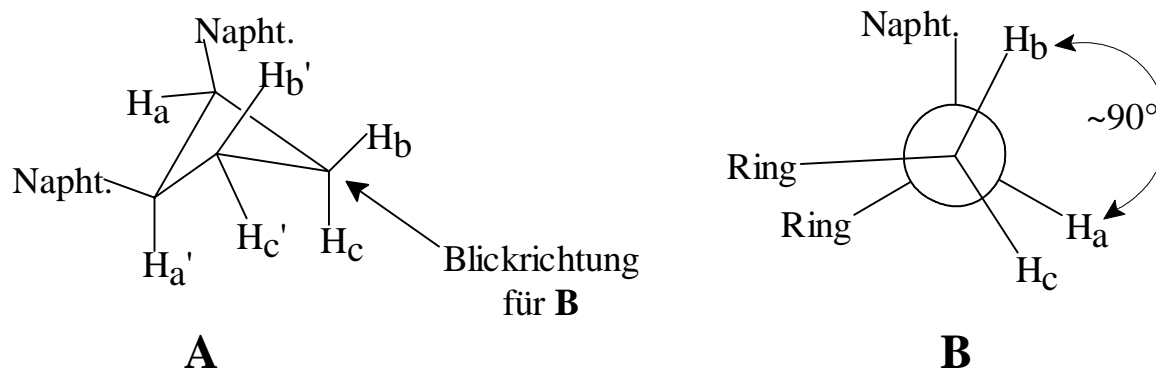 Napht.
Hb'
Ha
Hb
Napht.
Ha'
Hc'
Hc
Blickrichtung
für B
A
Napht.
Hb
~90°
Ring
Ring
Ha
Hc
B